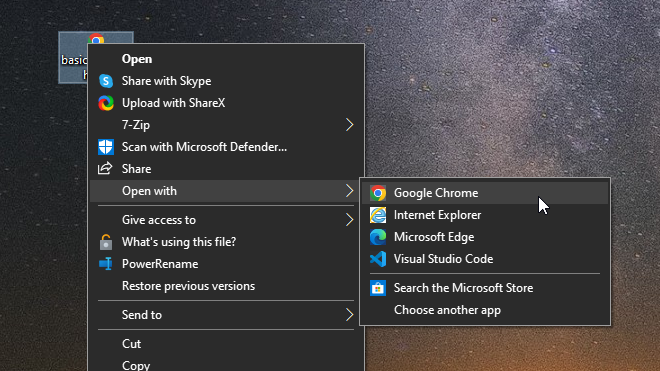 basic
Open
Share with Skype
Upload with ShareX
7-Zip
Scan with Microsoft Defender...
Share
Open with
Give access to
What's using this file?
PowerRename
Restore previous versions
Send to
Cut
Copy
Google Chrome
Internet Explorer
Microsoft Edge
Visual Studio Code
Search the Microsoft Store
Choose another app